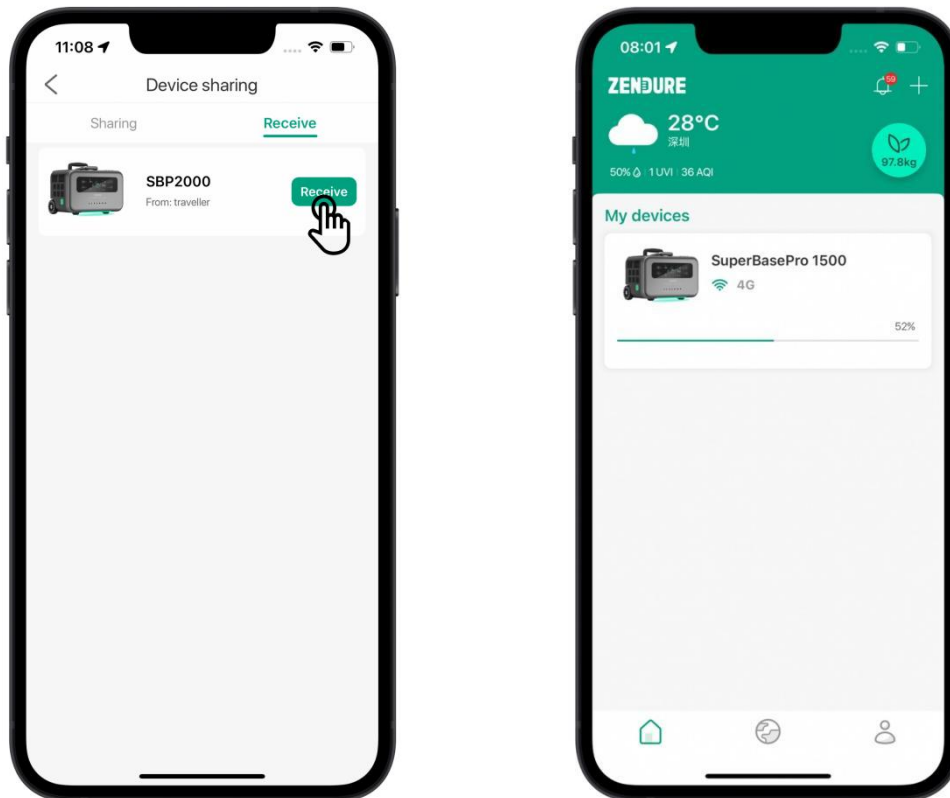 11:08
Device sharing
Sharing
Receive
SBP2000
From: traveller
Receive
08:01
ZENDURE
59
28°C
深圳
50%
1 UVI
36 AQI
97.8kg
My devices
SuperBasePro 1500
4G
52%